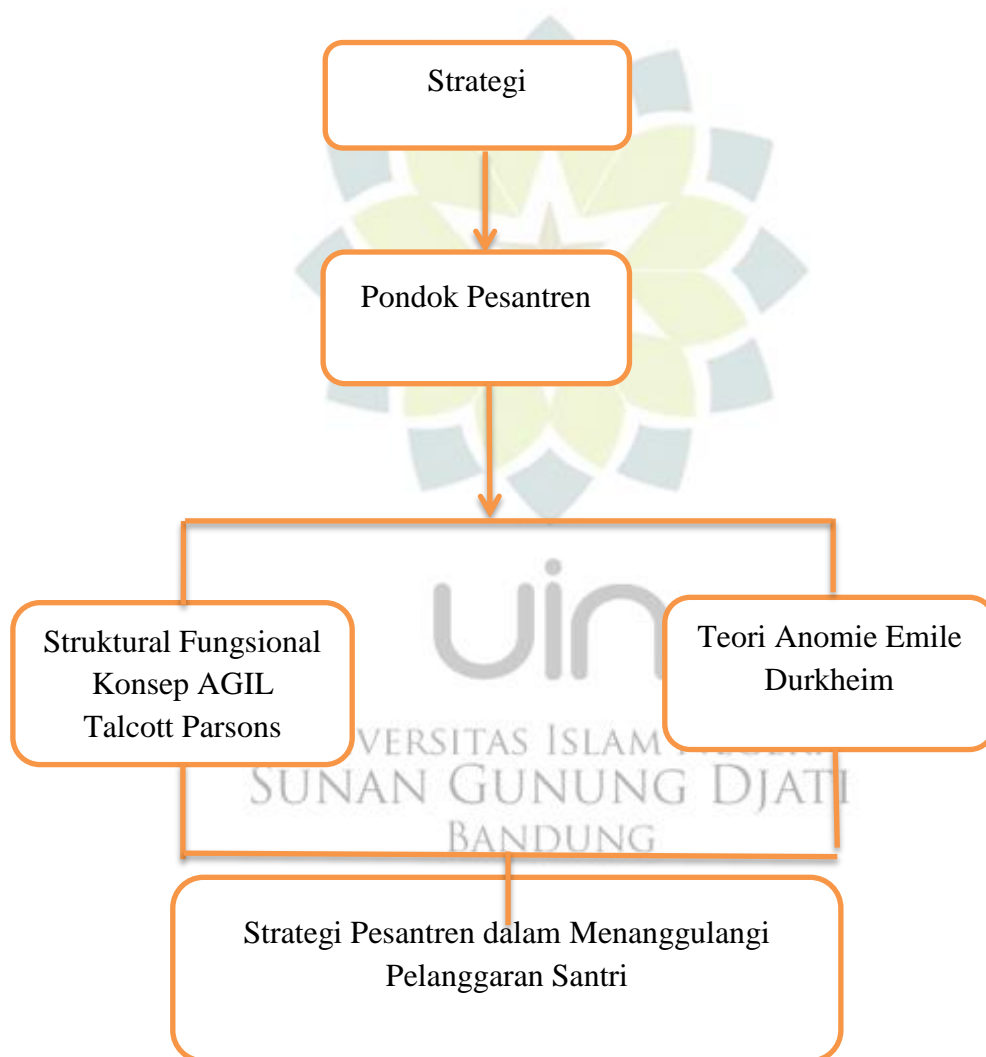 Strategi
Pondok Pesantren
uin
Struktural Fungsional
Konsep AGIL
Talcott Parsons
Teori Anomie Emile
Durkheim
VERSITAS ISLAM
SUNAN GUNUNG DJATI
BANDUNG
Strategi Pesantren dalam Menanggulangi
Pelanggaran Santri